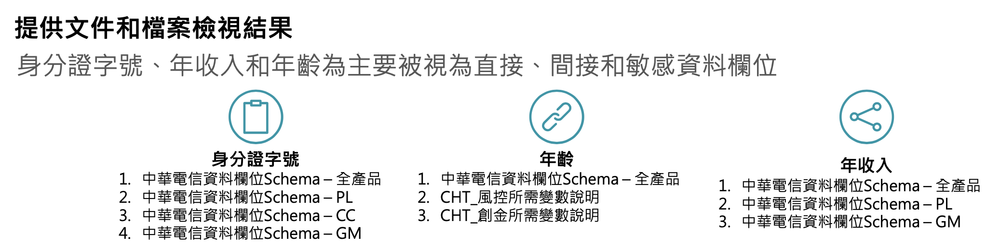 提供文件和檔案檢視結果
身分證字號、年收入和年齡為主要被視為直接、間接和敏感資料欄位
身分證字號
1. 中華電信資料欄位Schema – 全產品
2. 中華電信資料欄位Schema – PL
3. 中華電信資料欄位Schema – CC
4. 中華電信資料欄位Schema – GM
年齡
1. 中華電信資料欄位Schema – 全產品
2. CHT_風控所需變數說明
3. CHT_創金所需變數說明
年收入
1. 中華電信資料欄位Schema – 全產品
2. 中華電信資料欄位Schema – PL
3. 中華電信資料欄位Schema – GM